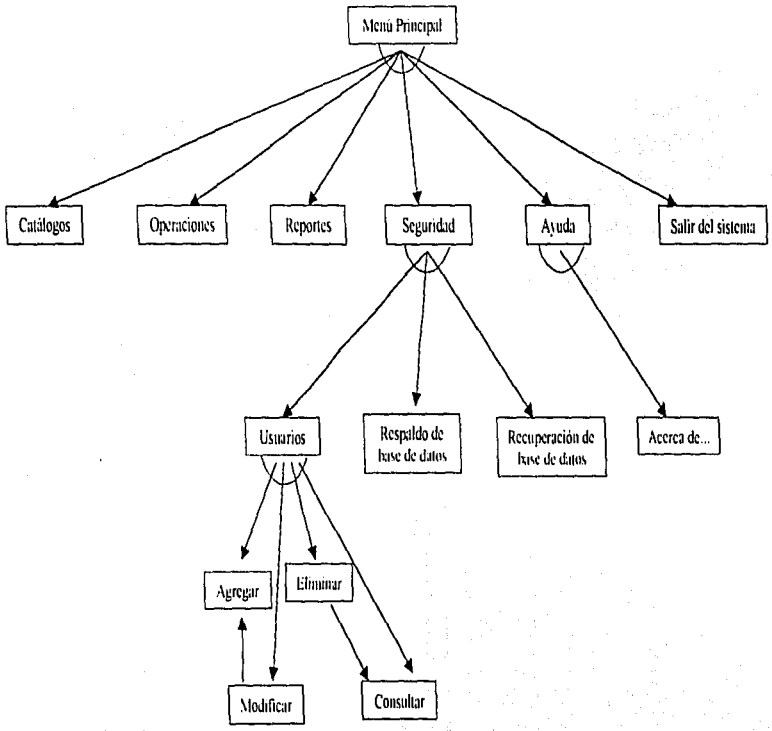 Menú Principal
Catálogos
Operaciones
Reportes
Seguridad
Ayuda
Salir del sistema
Usuarios
Respaldo de
base de datos
Recuperación de
base de datos
Acerca de...
Agregar
Eliminar
Modificar
Consultar